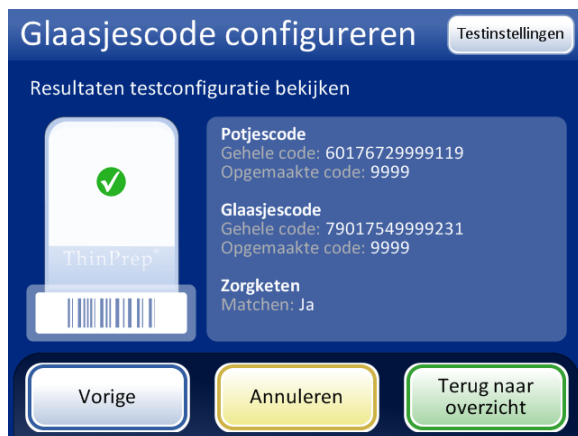 Glaasjescode configureren
Testinstellingen
Resultaten testconfiguratie bekijken
ThinPrep®
Potjescode
Gehele code: 60176729999119
Opgemaakte code: 9999
Glaasjescode
Gehele code: 79017549999231
Opgemaakte code: 9999
Zorgketen
Matchen: Ja
Vorige
Annuleren
Terug naar
overzicht